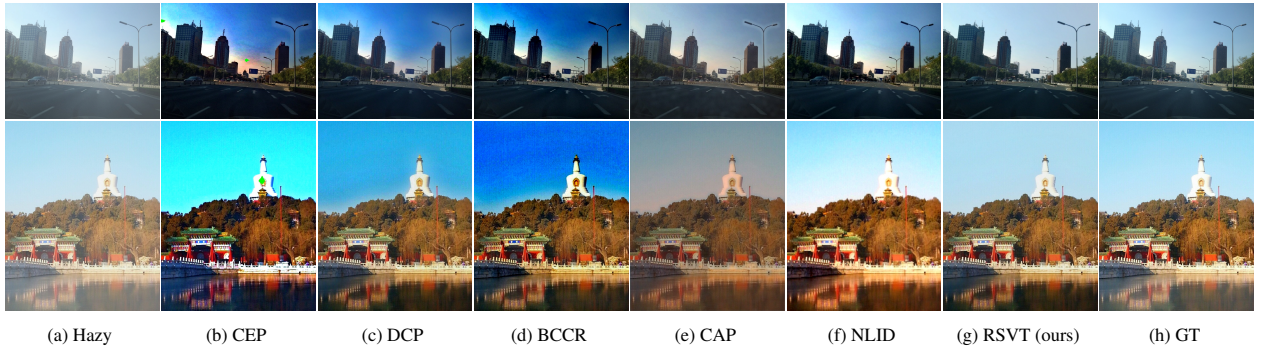 (a) Hazy
(b) CEP
(c) DCP
(d) BCCR
(e) CAP
(f) NLID
(g) RSVT (ours)
(h) GT